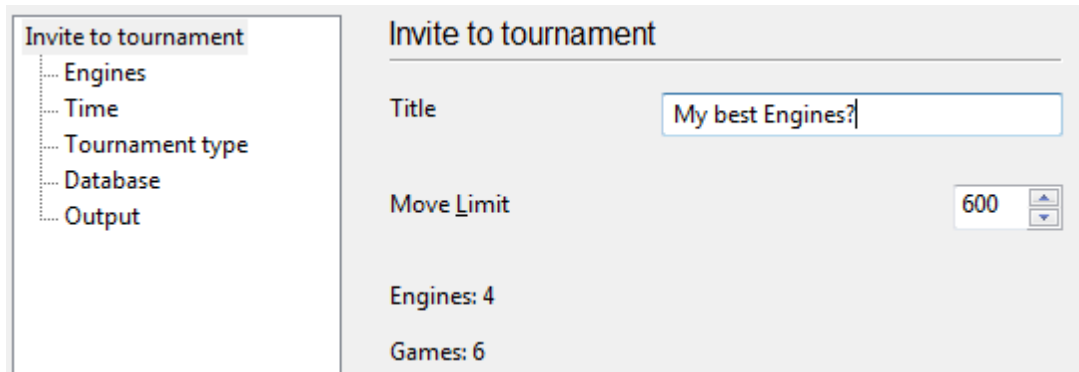 Invite to tournament
Engines
Time
Tournament type
Database
Output
Invite to tournament
Title
My best Engines?
Move Limit
600
Engines: 4
Games: 6